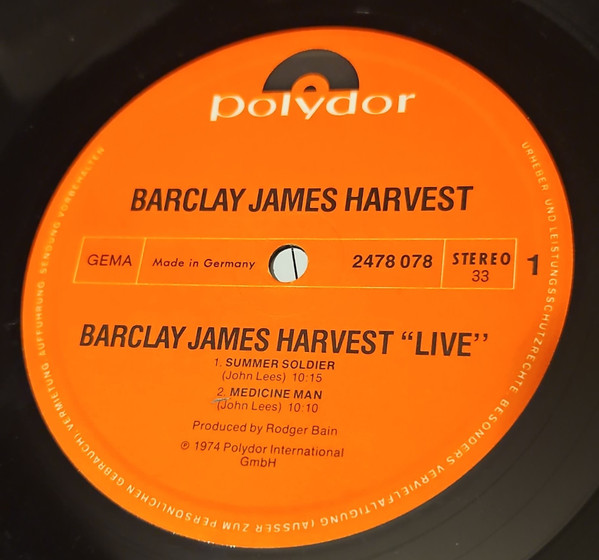 polydor
BARCLAY JAMES HARVEST
GEMA
Made in Germany
2478 078
STEREO
33
1
BARCLAY JAMES HARVEST “LIVE”
1. SUMMER SOLDIER
(John Lees) 10:15
2. MEDICINE MAN
(John Lees) 10:10
Produced by Rodger Bain
℗ 1974 Polydor International
GmbH
URHEBER- UND LEISTUNGSSCHUTZRECHTE, BESONDERS VERVIELFÄLTIGUNG (AUSSER ZUM PERSÖNLICHEN GEBRAUCH) VERMIETUNG AUFFÜHRUNG, SENDUNG VORBEHALTEN